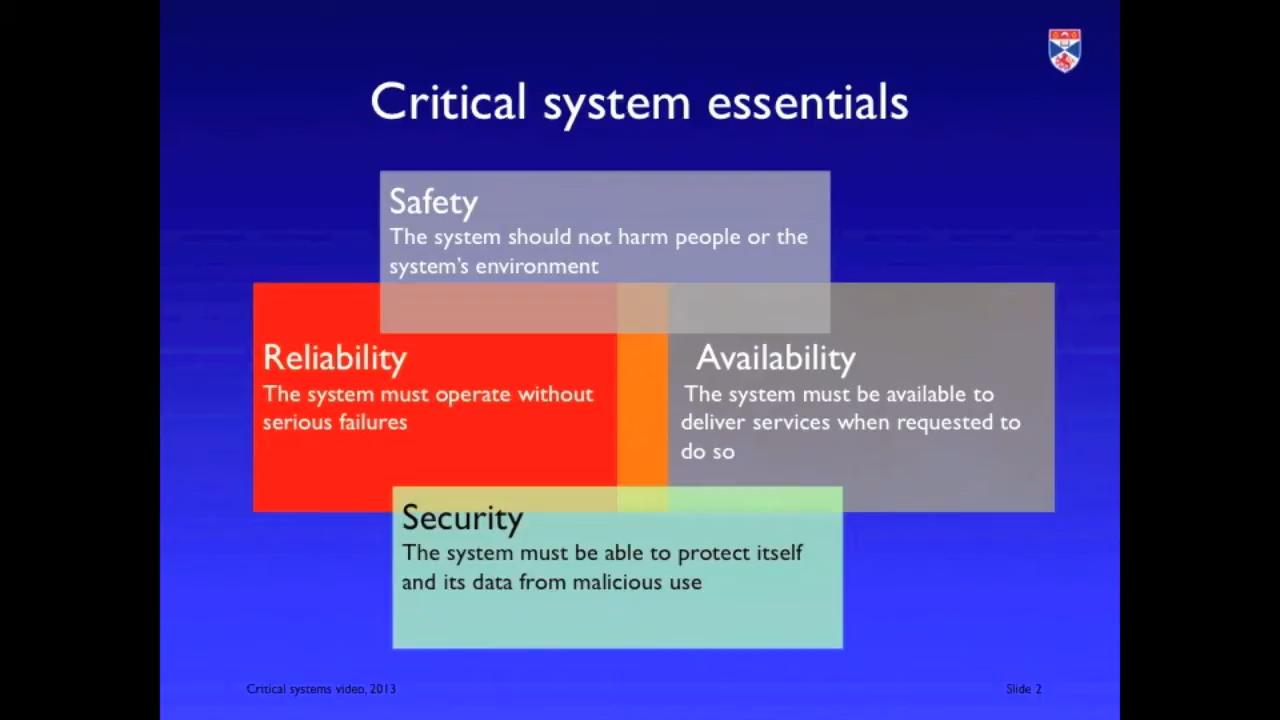 Critical system essentials
Safety
The system should not harm people or the
system's environment
Reliability
The system must operate without
serious failures
Availability
The system must be available to
deliver services when requested to
do so
Security
The system must be able to protect itself
and its data from malicious use
Critical systems video, 2013
Slide 2